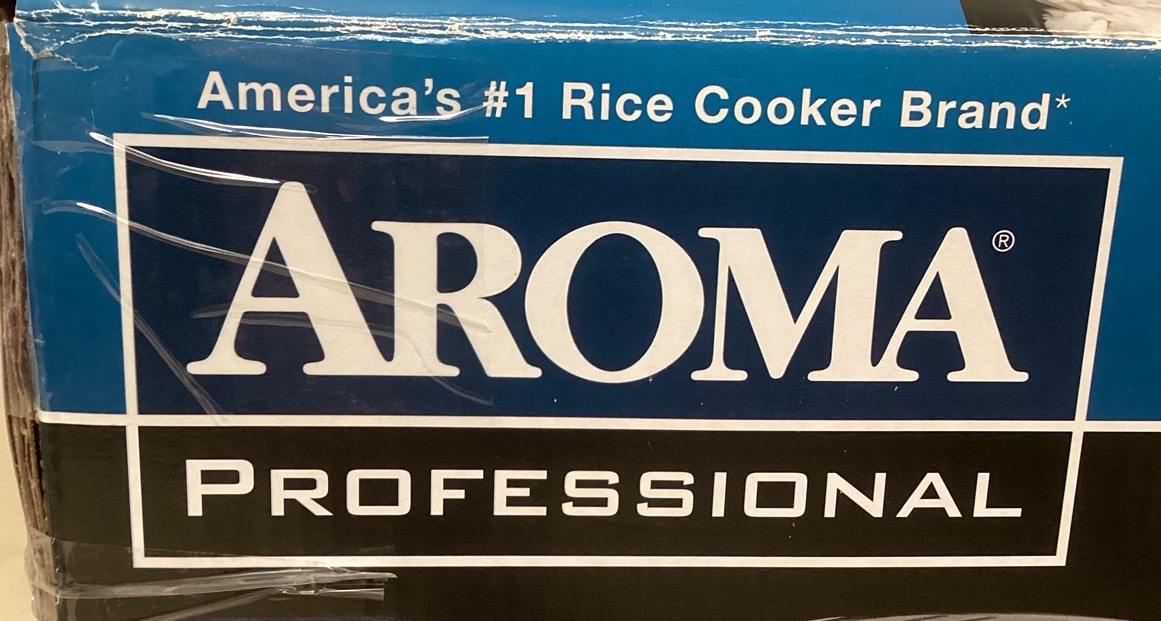 America's #1 Rice Cooker Brand*
AROMA®
PROFESSIONAL